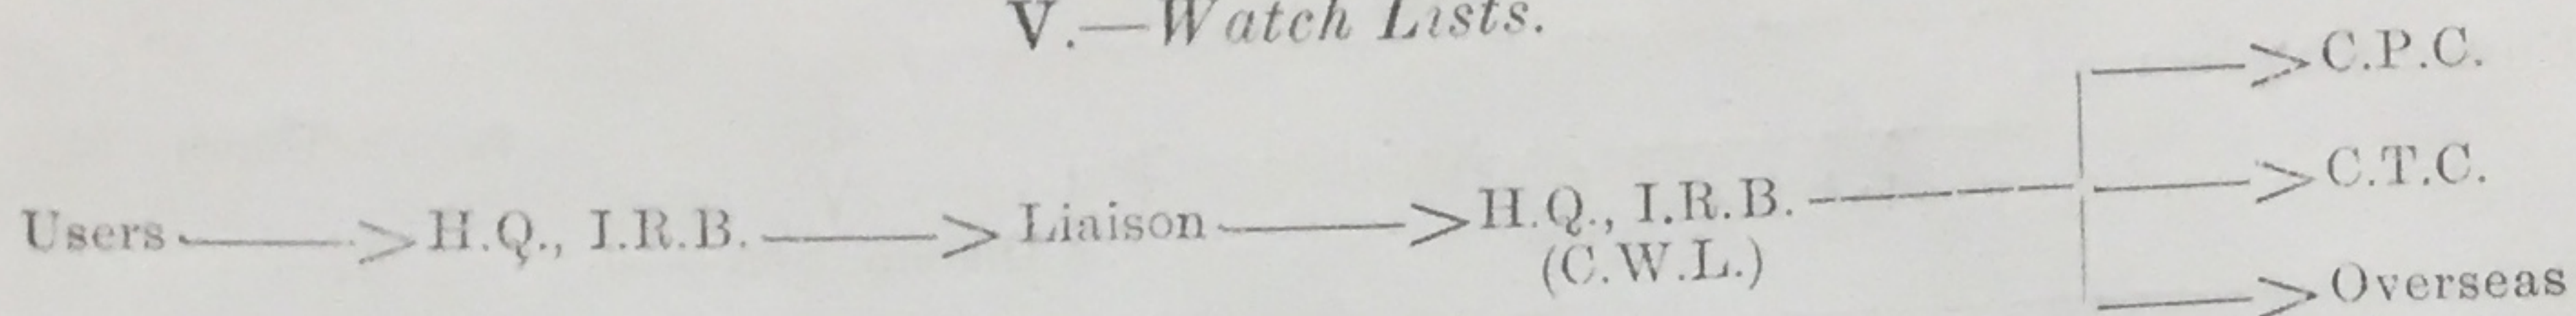 V.—Watch Lists.
C.P.C.
C.T.C.
Users H.Q., I.R.B. Liaison H.Q., I.R.B.
(C.W.L.)
Overseas